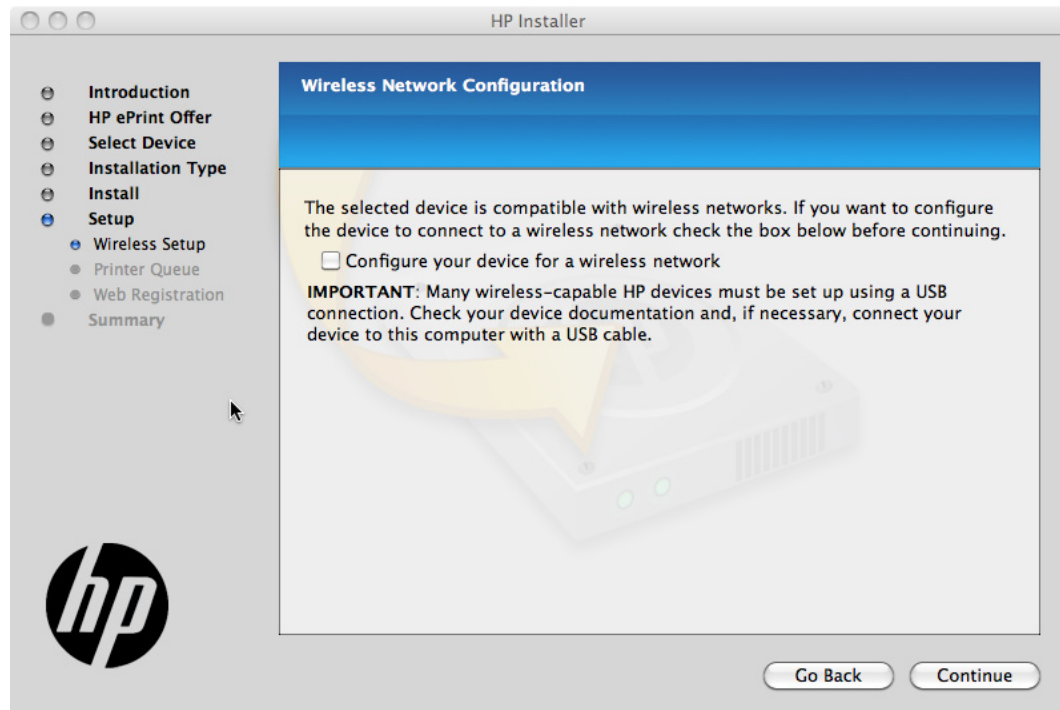 HP Installer
Introduction
HP ePrint Offer
Select Device
Installation Type
Install
Setup
Wireless Setup
Printer Queue
Web Registration
Summary
hp
Wireless Network Configuration
The selected device is compatible with wireless networks. If you want to configure
the device to connect to a wireless network check the box below before continuing.
Configure your device for a wireless network
IMPORTANT: Many wireless-capable HP devices must be set up using a USB
connection. Check your device documentation and, if necessary, connect your
device to this computer with a USB cable.
Go Back
Continue